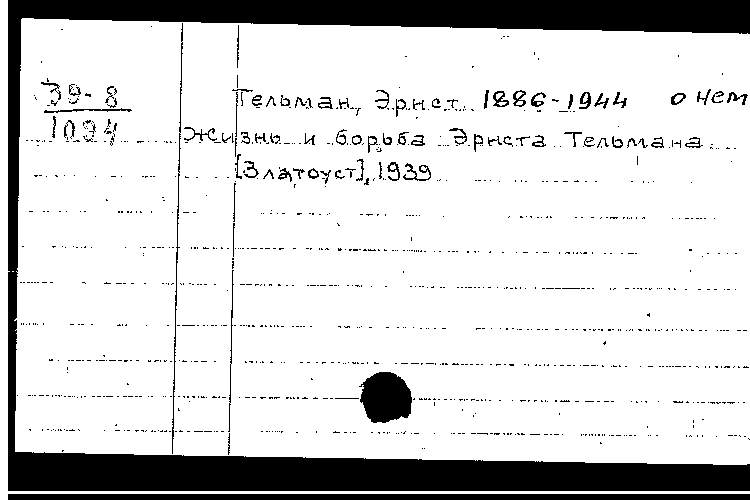 39-8
1094
Тельман, Эрнст. 1886-1944 о нем
Жизнь и борьба Эрнста Тельмана
[Златоуст], 1939